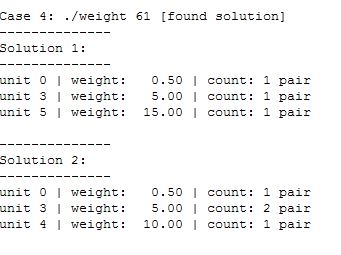 Case 4: ./weight 61 [found solution]
--------------
Solution 1:
--------------
unit 0 | weight:   0.50 | count: 1 pair
unit 3 | weight:   5.00 | count: 1 pair
unit 5 | weight:  15.00 | count: 1 pair
--------------
Solution 2:
--------------
unit 0 | weight:   0.50 | count: 1 pair
unit 3 | weight:   5.00 | count: 2 pair
unit 4 | weight:  10.00 | count: 1 pair